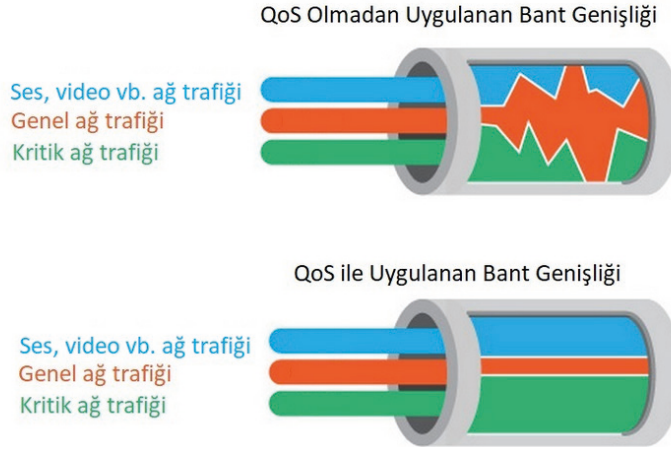 QoS Olmadan Uygulanan Bant Genişliği
Ses, video vb. ağ trafiği
Genel ağ trafiği
Kritik ağ trafiği
QoS ile Uygulanan Bant Genişliği
Ses, video vb. ağ trafiği
Genel ağ trafiği
Kritik ağ trafiği